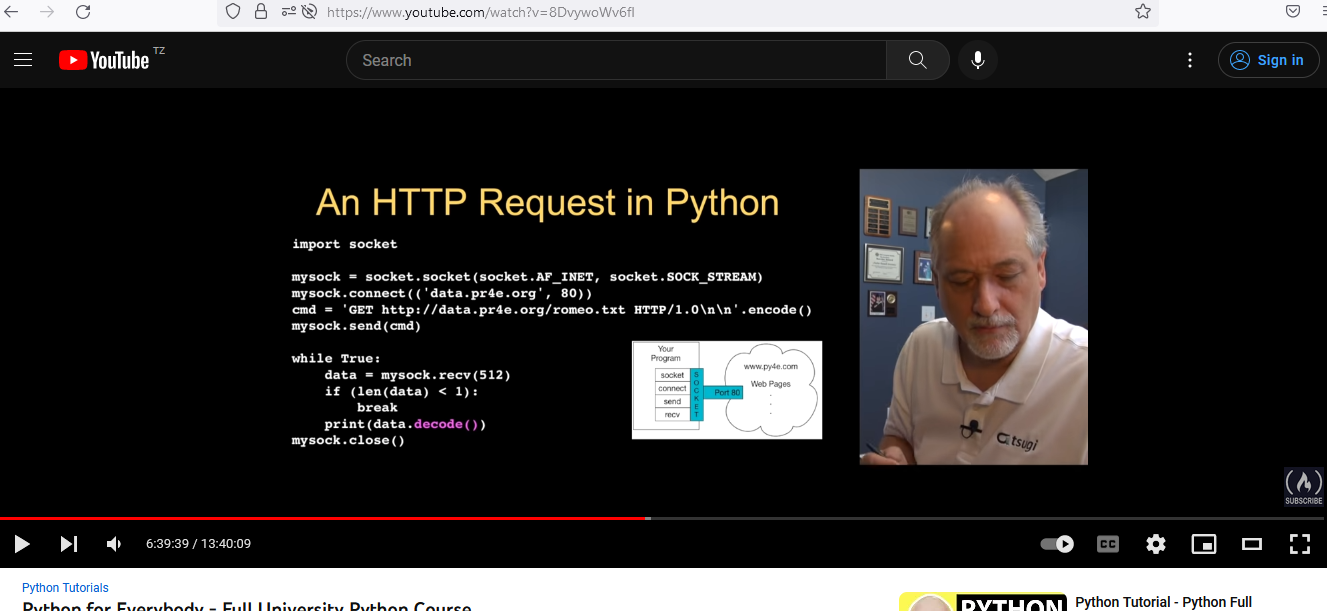 https://www.youtube.com/watch?v=8DvywoWv6fI
YouTube TZ
Search
Sign in
An HTTP Request in Python
import socket
mysock = socket.socket(socket.AF_INET, socket.SOCK_STREAM)
mysock.connect(('data.pr4e.org', 80))
cmd = 'GET http://data.pr4e.org/romeo.txt HTTP/1.0\n\n'.encode()
mysock.send(cmd)
while True:
    data = mysock.recv(512)
    if (len(data) < 1):
        break
    print(data.decode())
mysock.close()
Your
Program
socket
connect
send
recv
SOCKET
Port 80
www.py4e.com
Web Pages
.
.
.
tsugi
SUBSCRIBE
6:39:39 / 13:40:09
CC
Python Tutorials
Python for Everybody - Full University Python Course
PYTHON
Python Tutorial - Python Full